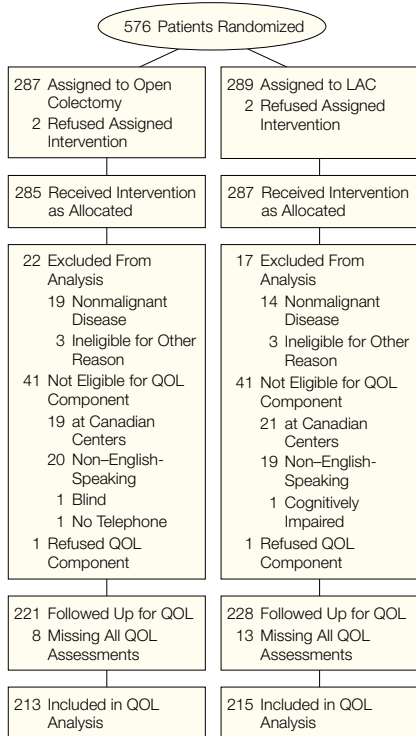 576 Patients Randomized
287 Assigned to Open
Colectomy
2 Refused Assigned
Intervention
289 Assigned to LAC
2 Refused Assigned
Intervention
285 Received Intervention
as Allocated
287 Received Intervention
as Allocated
22 Excluded From
Analysis
19 Nonmalignant
Disease
3 Ineligible for Other
Reason
41 Not Eligible for QOL
Component
19 at Canadian
Centers
20 Non–English-
Speaking
1 Blind
1 No Telephone
1 Refused QOL
Component
17 Excluded From
Analysis
14 Nonmalignant
Disease
3 Ineligible for Other
Reason
41 Not Eligible for QOL
Component
21 at Canadian
Centers
19 Non–English-
Speaking
1 Cognitively
Impaired
1 Refused QOL
Component
221 Followed Up for QOL
8 Missing All QOL
Assessments
228 Followed Up for QOL
13 Missing All QOL
Assessments
213 Included in QOL
Analysis
215 Included in QOL
Analysis